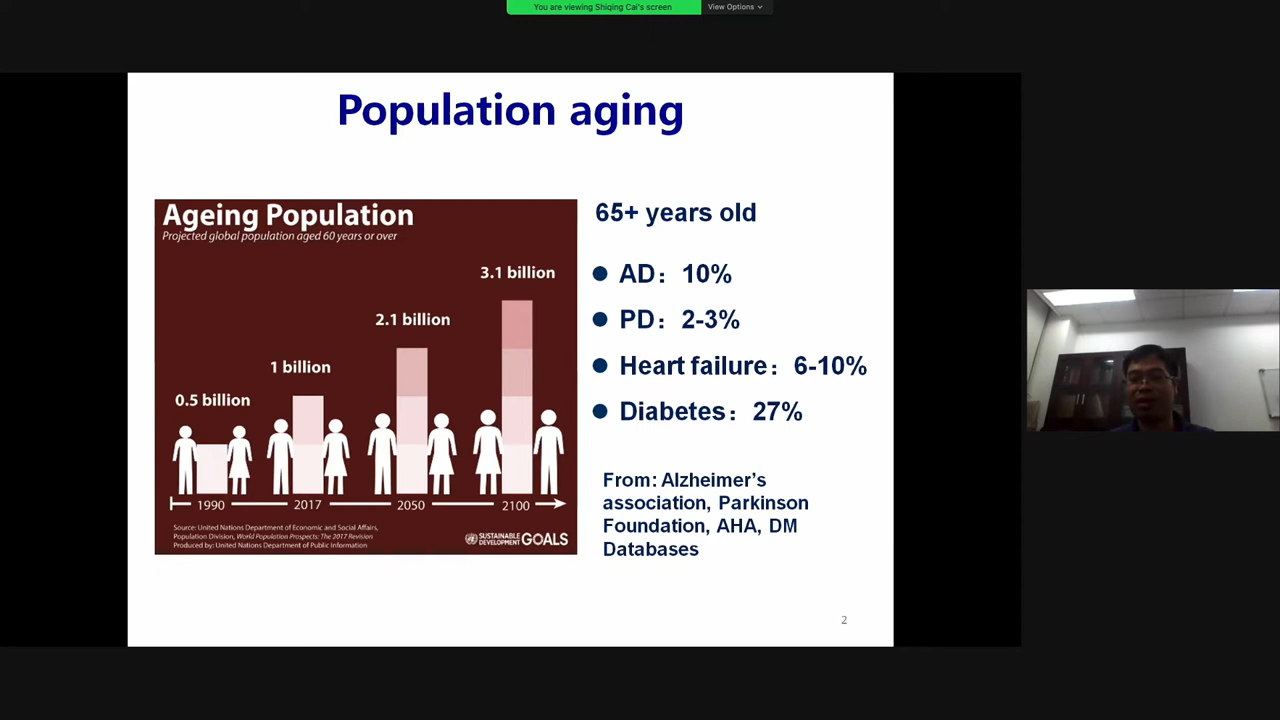 You are viewing Shiqing Cai's screen
View Options
Population aging
Ageing Population
Projected global population aged 60 years or over
0.5 billion
1 billion
2.1 billion
3.1 billion
1990
2017
2050
2100
Source: United Nations Department of Economic and Social Affairs,
Population Division, World Population Prospects: The 2017 Revision
Produced by: United Nations Department of Public Information
SUSTAINABLE
DEVELOPMENT GOALS
65+ years old
● AD：10%
● PD：2-3%
● Heart failure：6-10%
● Diabetes：27%
From: Alzheimer's
association, Parkinson
Foundation, AHA, DM
Databases
2